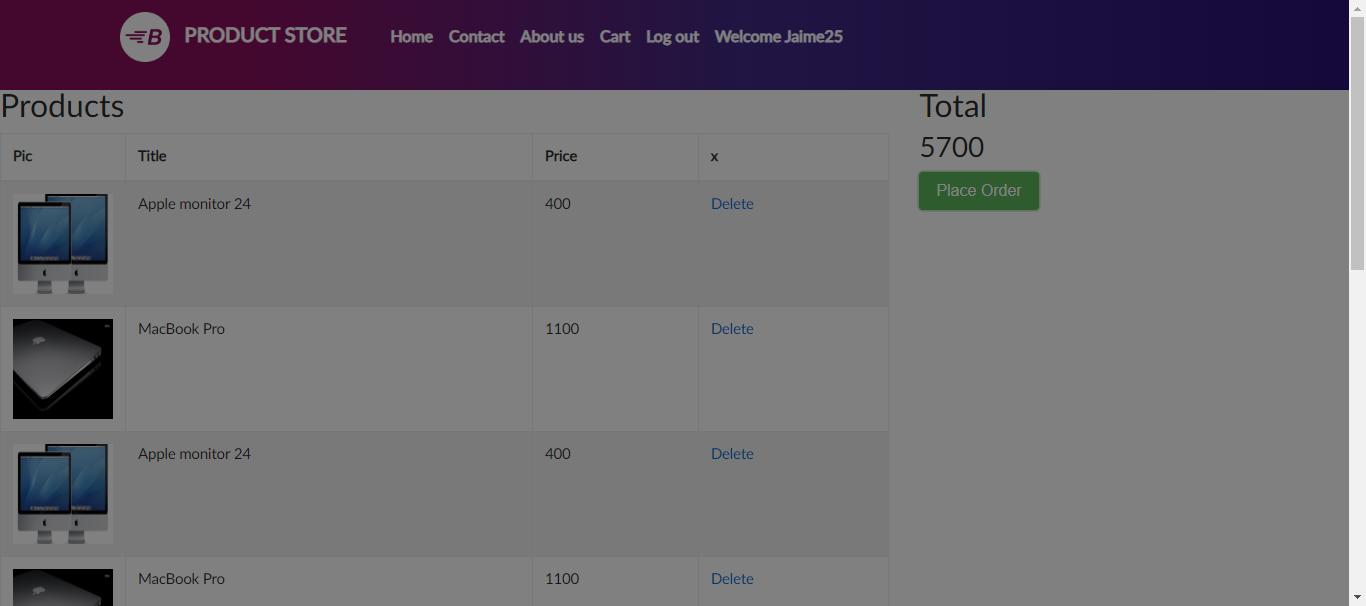 B PRODUCT STORE Home Contact About us Cart Log out Welcome Jaime25
Products
Total
5700
Place Order
Pic Title Price x
Apple monitor 24 400 Delete
MacBook Pro 1100 Delete
Apple monitor 24 400 Delete
MacBook Pro 1100 Delete